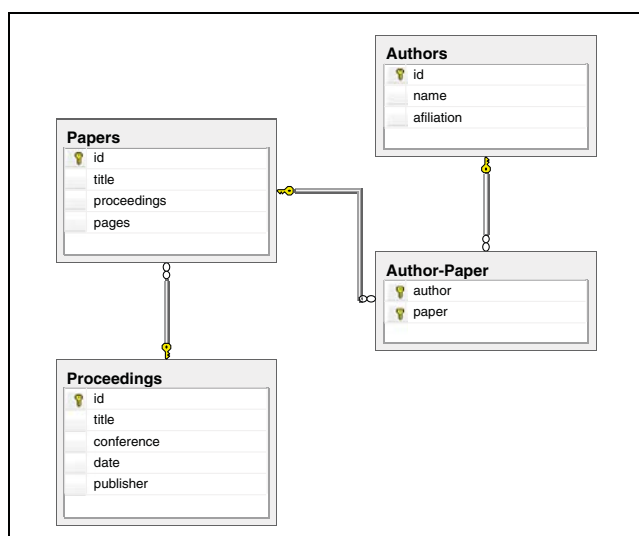 Authors
id
name
afiliation
Papers
id
title
proceedings
pages
Author-Paper
author
paper
Proceedings
id
title
conference
date
publisher